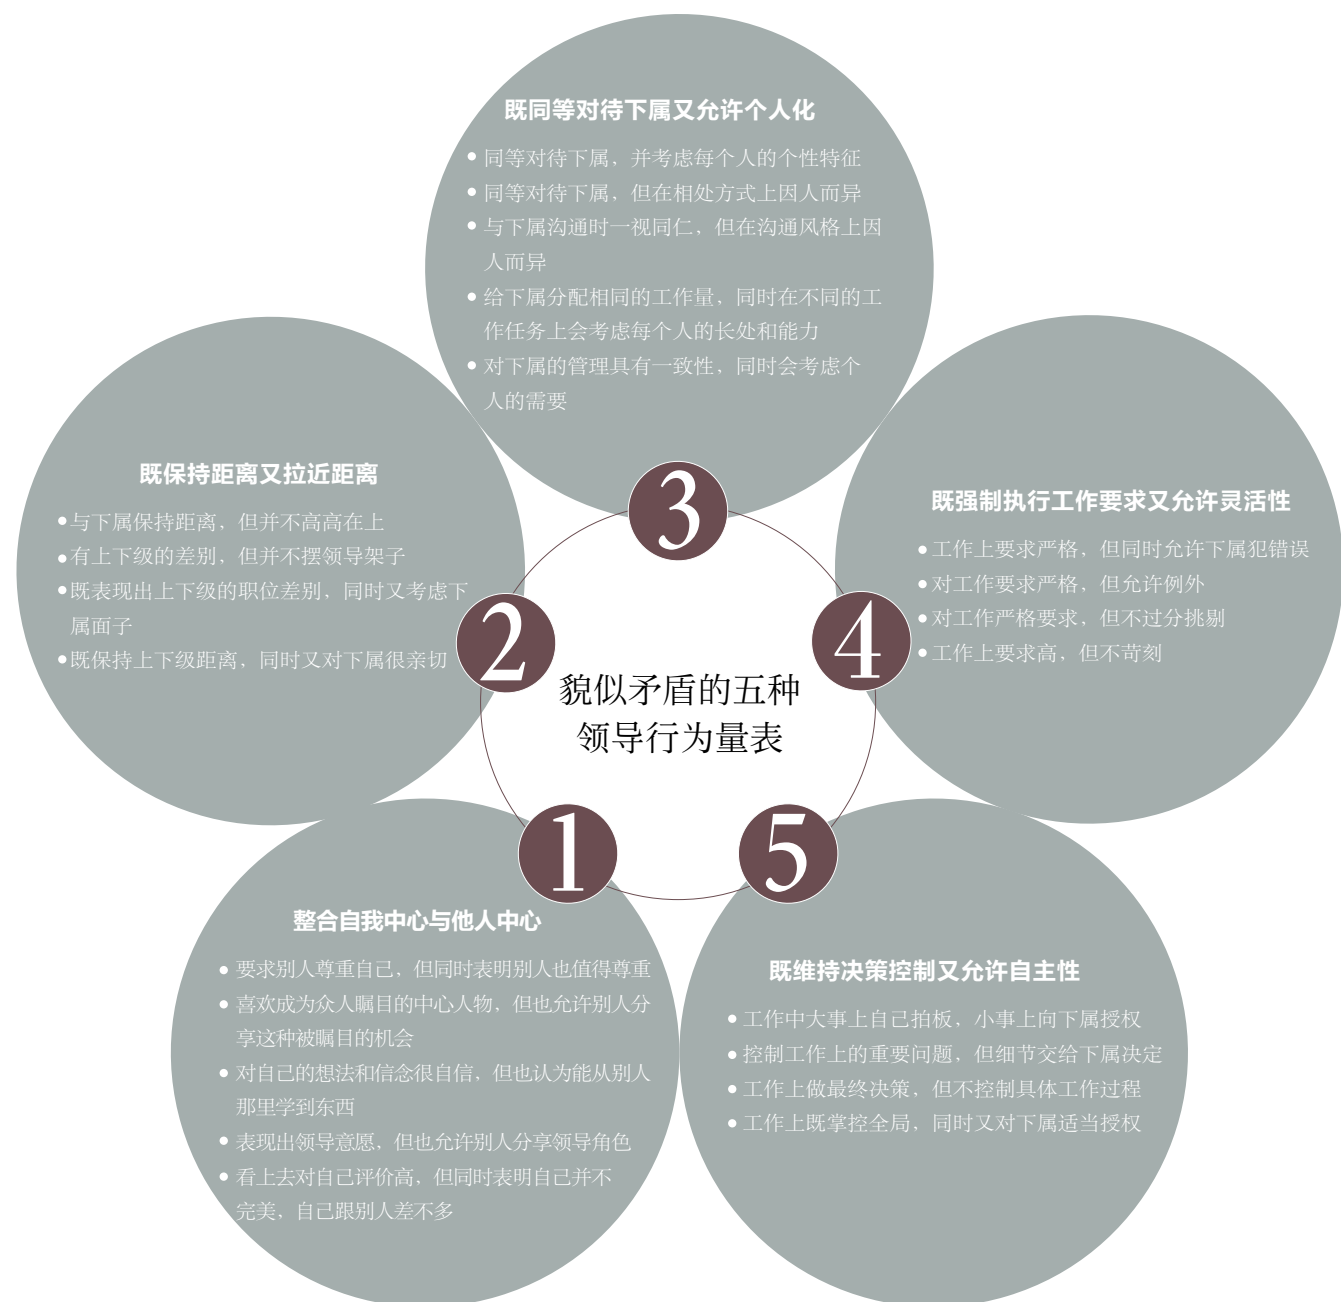 既同等对待下属又允许个人化
● 同等对待下属，并考虑每个人的个性特征
● 同等对待下属，但在相处方式上因人而异
● 与下属沟通时一视同仁，但在沟通风格上因
人而异
● 给下属分配相同的工作量，同时在不同的工
作任务上会考虑每个人的长处和能力
● 对下属的管理具有一致性，同时会考虑个
人的需要
3
既保持距离又拉近距离
● 与下属保持距离，但并不高高在上
● 有上下级的差别，但并不摆领导架子
● 既表现出上下级的职位差别，同时又考虑下
属面子
● 既保持上下级距离，同时又对下属很亲切
2
既强制执行工作要求又允许灵活性
● 工作上要求严格，但同时允许下属犯错误
● 对工作要求严格，但允许例外
● 对工作严格要求，但不过分挑剔
● 工作上要求高，但不苛刻
4
貌似矛盾的五种
领导行为量表
1
整合自我中心与他人中心
● 要求别人尊重自己，但同时表明别人也值得尊重
● 喜欢成为众人瞩目的中心人物，但也允许别人分
享这种被瞩目的机会
● 对自己的想法和信念很自信，但也认为能从别人
那里学到东西
● 表现出领导意愿，但也允许别人分享领导角色
● 看上去对自己评价高，但同时表明自己并不
完美，自己跟别人差不多
5
既维持决策控制又允许自主性
● 工作中大事上自己拍板，小事上向下属授权
● 控制工作上的重要问题，但细节交给下属决定
● 工作上做最终决策，但不控制具体工作过程
● 工作上既掌控全局，同时又对下属适当授权